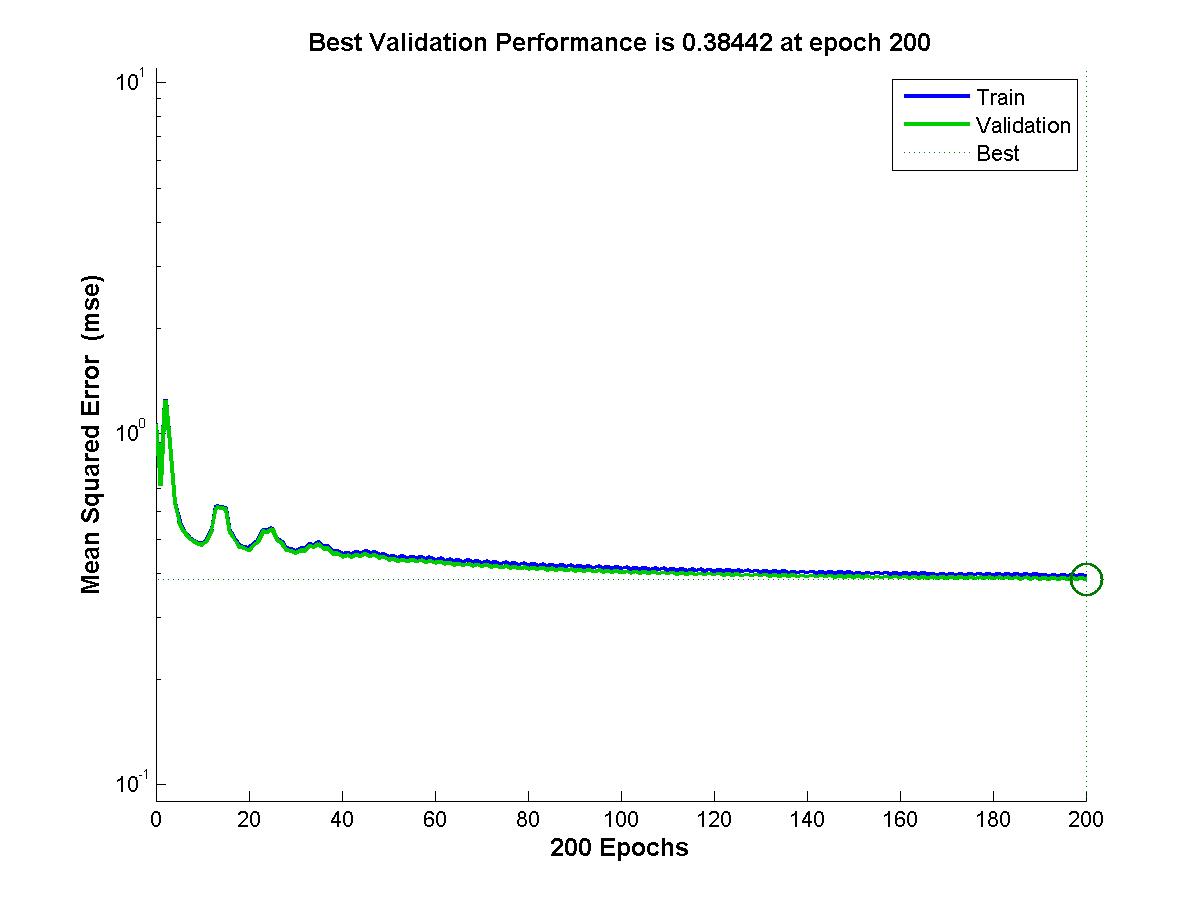 Best Validation Performance is 0.38442 at epoch 200
Train
Validation
Best
Mean Squared Error (mse)
10^1
10^0
10^-1
0 20 40 60 80 100 120 140 160 180 200
200 Epochs